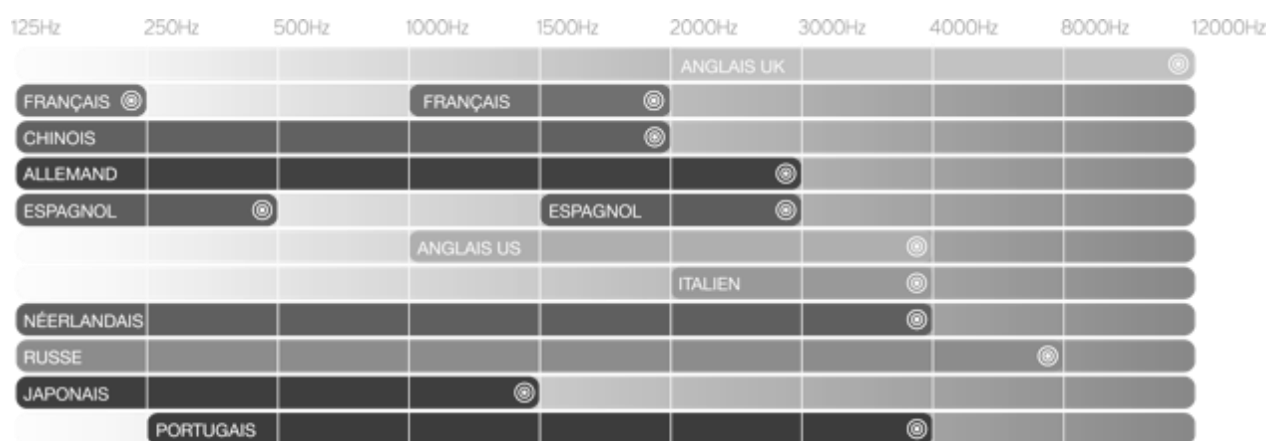 125Hz 250Hz 500Hz 1000Hz 1500Hz 2000Hz 3000Hz 4000Hz 8000Hz 12000Hz
ANGLAIS UK
FRANÇAIS FRANÇAIS
CHINOIS
ALLEMAND
ESPAGNOL ESPAGNOL
ANGLAIS US
ITALIEN
NÉERLANDAIS
RUSSE
JAPONAIS
PORTUGAIS